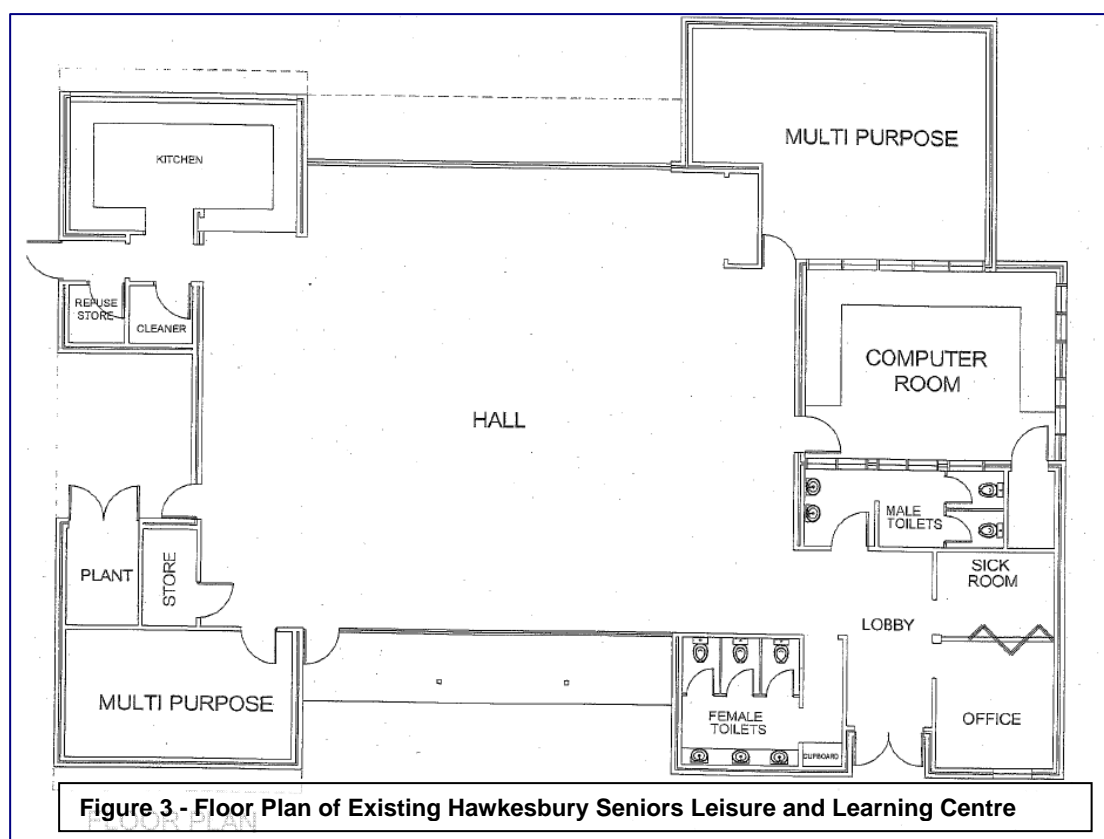 MULTI PURPOSE
KITCHEN
REFUSE
STORE
CLEANER
COMPUTER
ROOM
HALL
MALE
TOILETS
PLANT
STORE
SICK
ROOM
LOBBY
MULTI PURPOSE
FEMALE
TOILETS
OFFICE
CUPBOARD
Figure 3 - Floor Plan of Existing Hawkesbury Seniors Leisure and Learning Centre
FLOOR PLAN